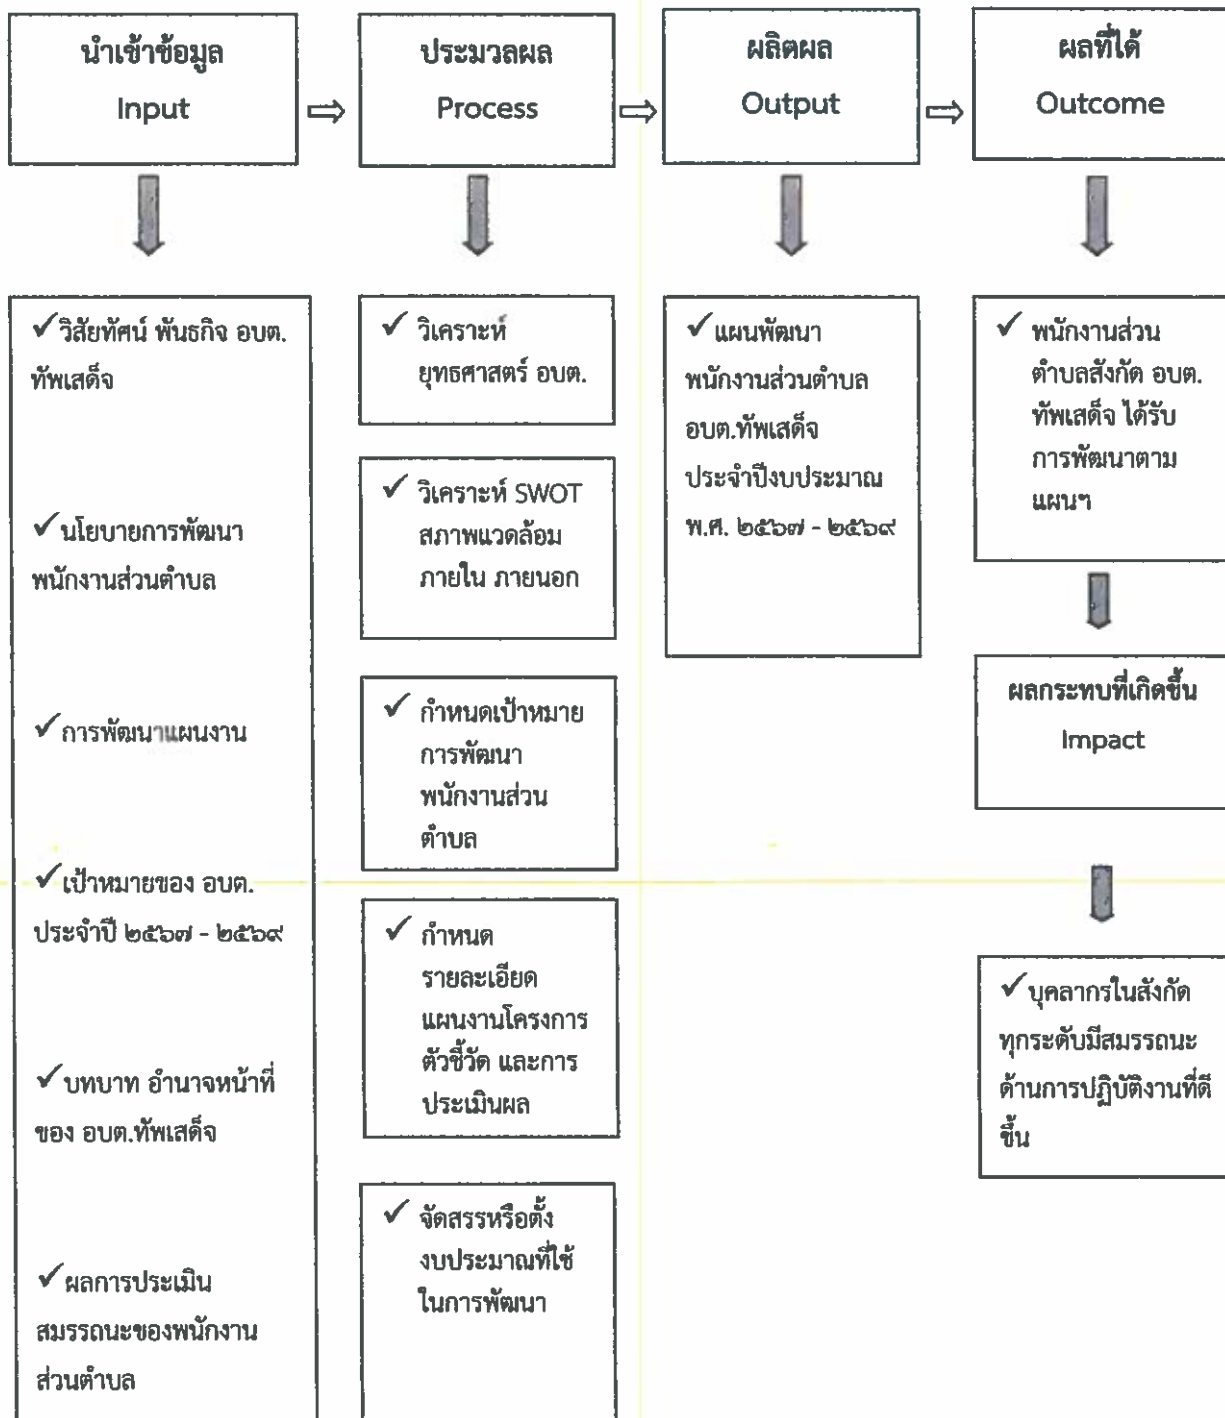 นำเข้าข้อมูล
Input
ประมวลผล
Process
ผลิตผล
Output
ผลที่ได้
Outcome
✓วิสัยทัศน์ พันธกิจ อบต.
ทัพเสด็จ
✓นโยบายการพัฒนา
พนักงานส่วนตำบล
✓การพัฒนาแผนงาน
✓เป้าหมายของ อบต.
ประจำปี ๒๕๖๗ - ๒๕๖๙
✓บทบาท อำนาจหน้าที่
ของ อบต.ทัพเสด็จ
✓ผลการประเมิน
สมรรถนะของพนักงาน
ส่วนตำบล
✓ วิเคราะห์
ยุทธศาสตร์ อบต.
✓ วิเคราะห์ SWOT
สภาพแวดล้อม
ภายใน ภายนอก
✓ กำหนดเป้าหมาย
การพัฒนา
พนักงานส่วน
ตำบล
✓ กำหนด
รายละเอียด
แผนงานโครงการ
ตัวชี้วัด และการ
ประเมินผล
✓ จัดสรรหรือตั้ง
งบประมาณที่ใช้
ในการพัฒนา
✓แผนพัฒนา
พนักงานส่วนตำบล
อบต.ทัพเสด็จ
ประจำปีงบประมาณ
พ.ศ. ๒๕๖๗ - ๒๕๖๙
✓ พนักงานส่วน
ตำบลสังกัด อบต.
ทัพเสด็จ ได้รับ
การพัฒนาตาม
แผนฯ
ผลกระทบที่เกิดขึ้น
Impact
✓บุคลากรในสังกัด
ทุกระดับมีสมรรถนะ
ด้านการปฏิบัติงานที่ดี
ขึ้น